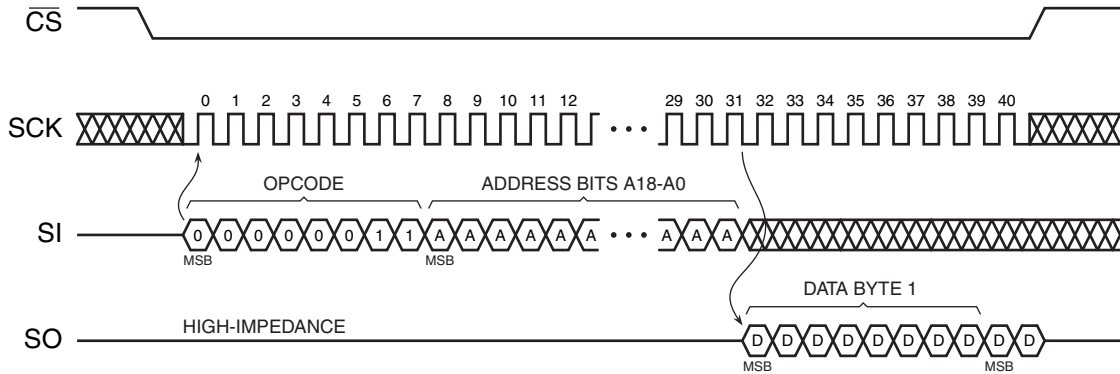 CS
0 1 2 3 4 5 6 7 8 9 10 11 12 29 30 31 32 33 34 35 36 37 38 39 40
SCK
OPCODE ADDRESS BITS A18-A0
SI 0 0 0 0 0 0 1 1 A A A A A A A A A
MSB MSB
DATA BYTE 1
HIGH-IMPEDANCE
SO D D D D D D D D D D
MSB MSB